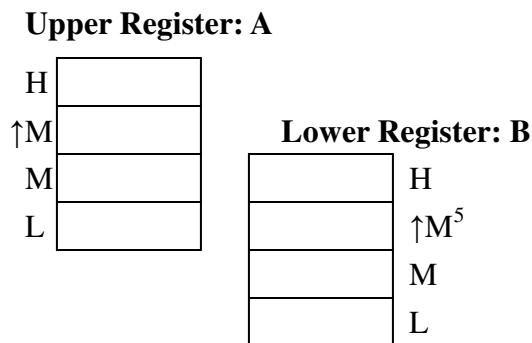 Upper Register: A
H
↑M
Lower Register: B
M
H
L
↑M⁵
M
L